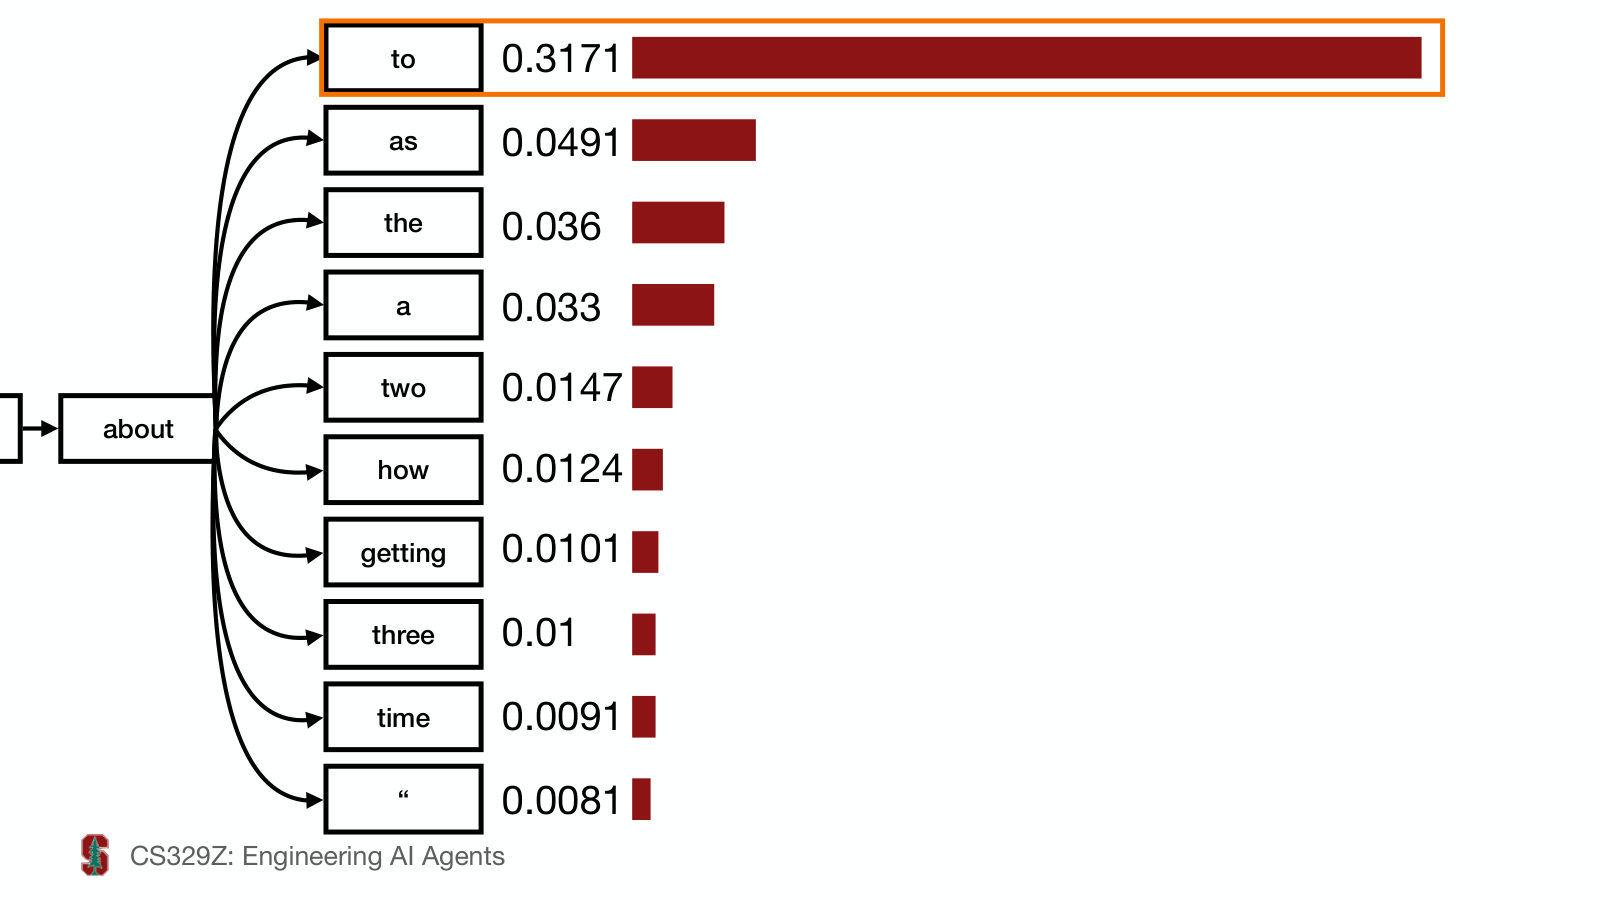 to 0.3171
as 0.0491
the 0.036
a 0.033
two 0.0147
about
how 0.0124
getting 0.0101
three 0.01
time 0.0091
“ 0.0081
CS329Z: Engineering AI Agents